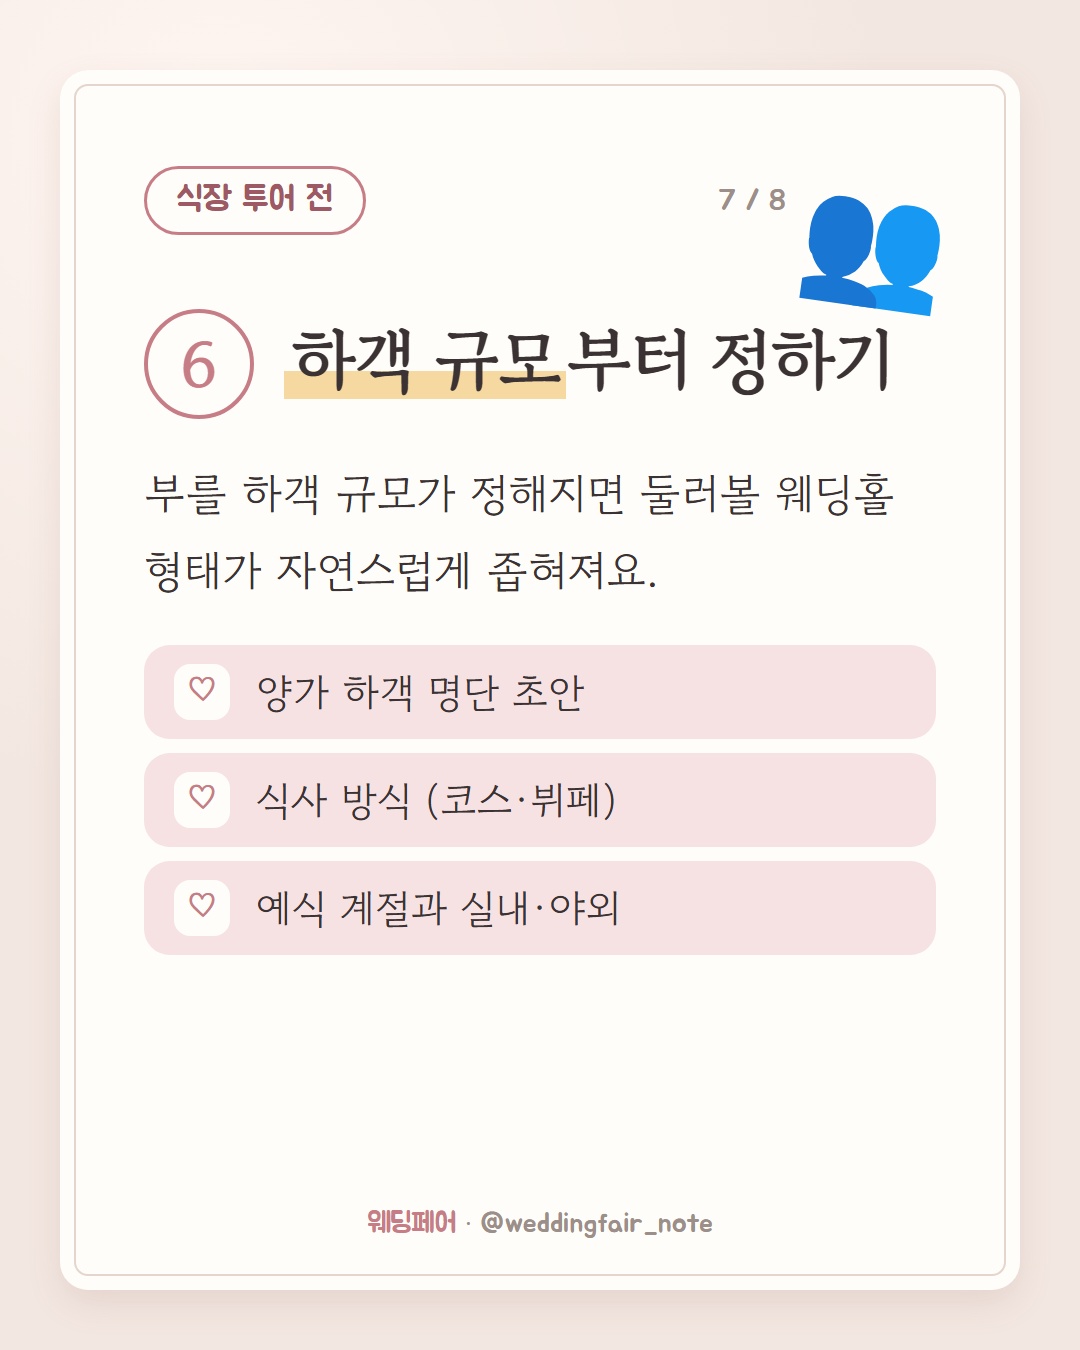 식장 투어 전
7 / 8
6
하객 규모부터 정하기
부를 하객 규모가 정해지면 둘러볼 웨딩홀
형태가 자연스럽게 좁혀져요.
♡ 양가 하객 명단 초안
♡ 식사 방식 (코스·뷔페)
♡ 예식 계절과 실내·야외
웨딩페어 · @weddingfair_note